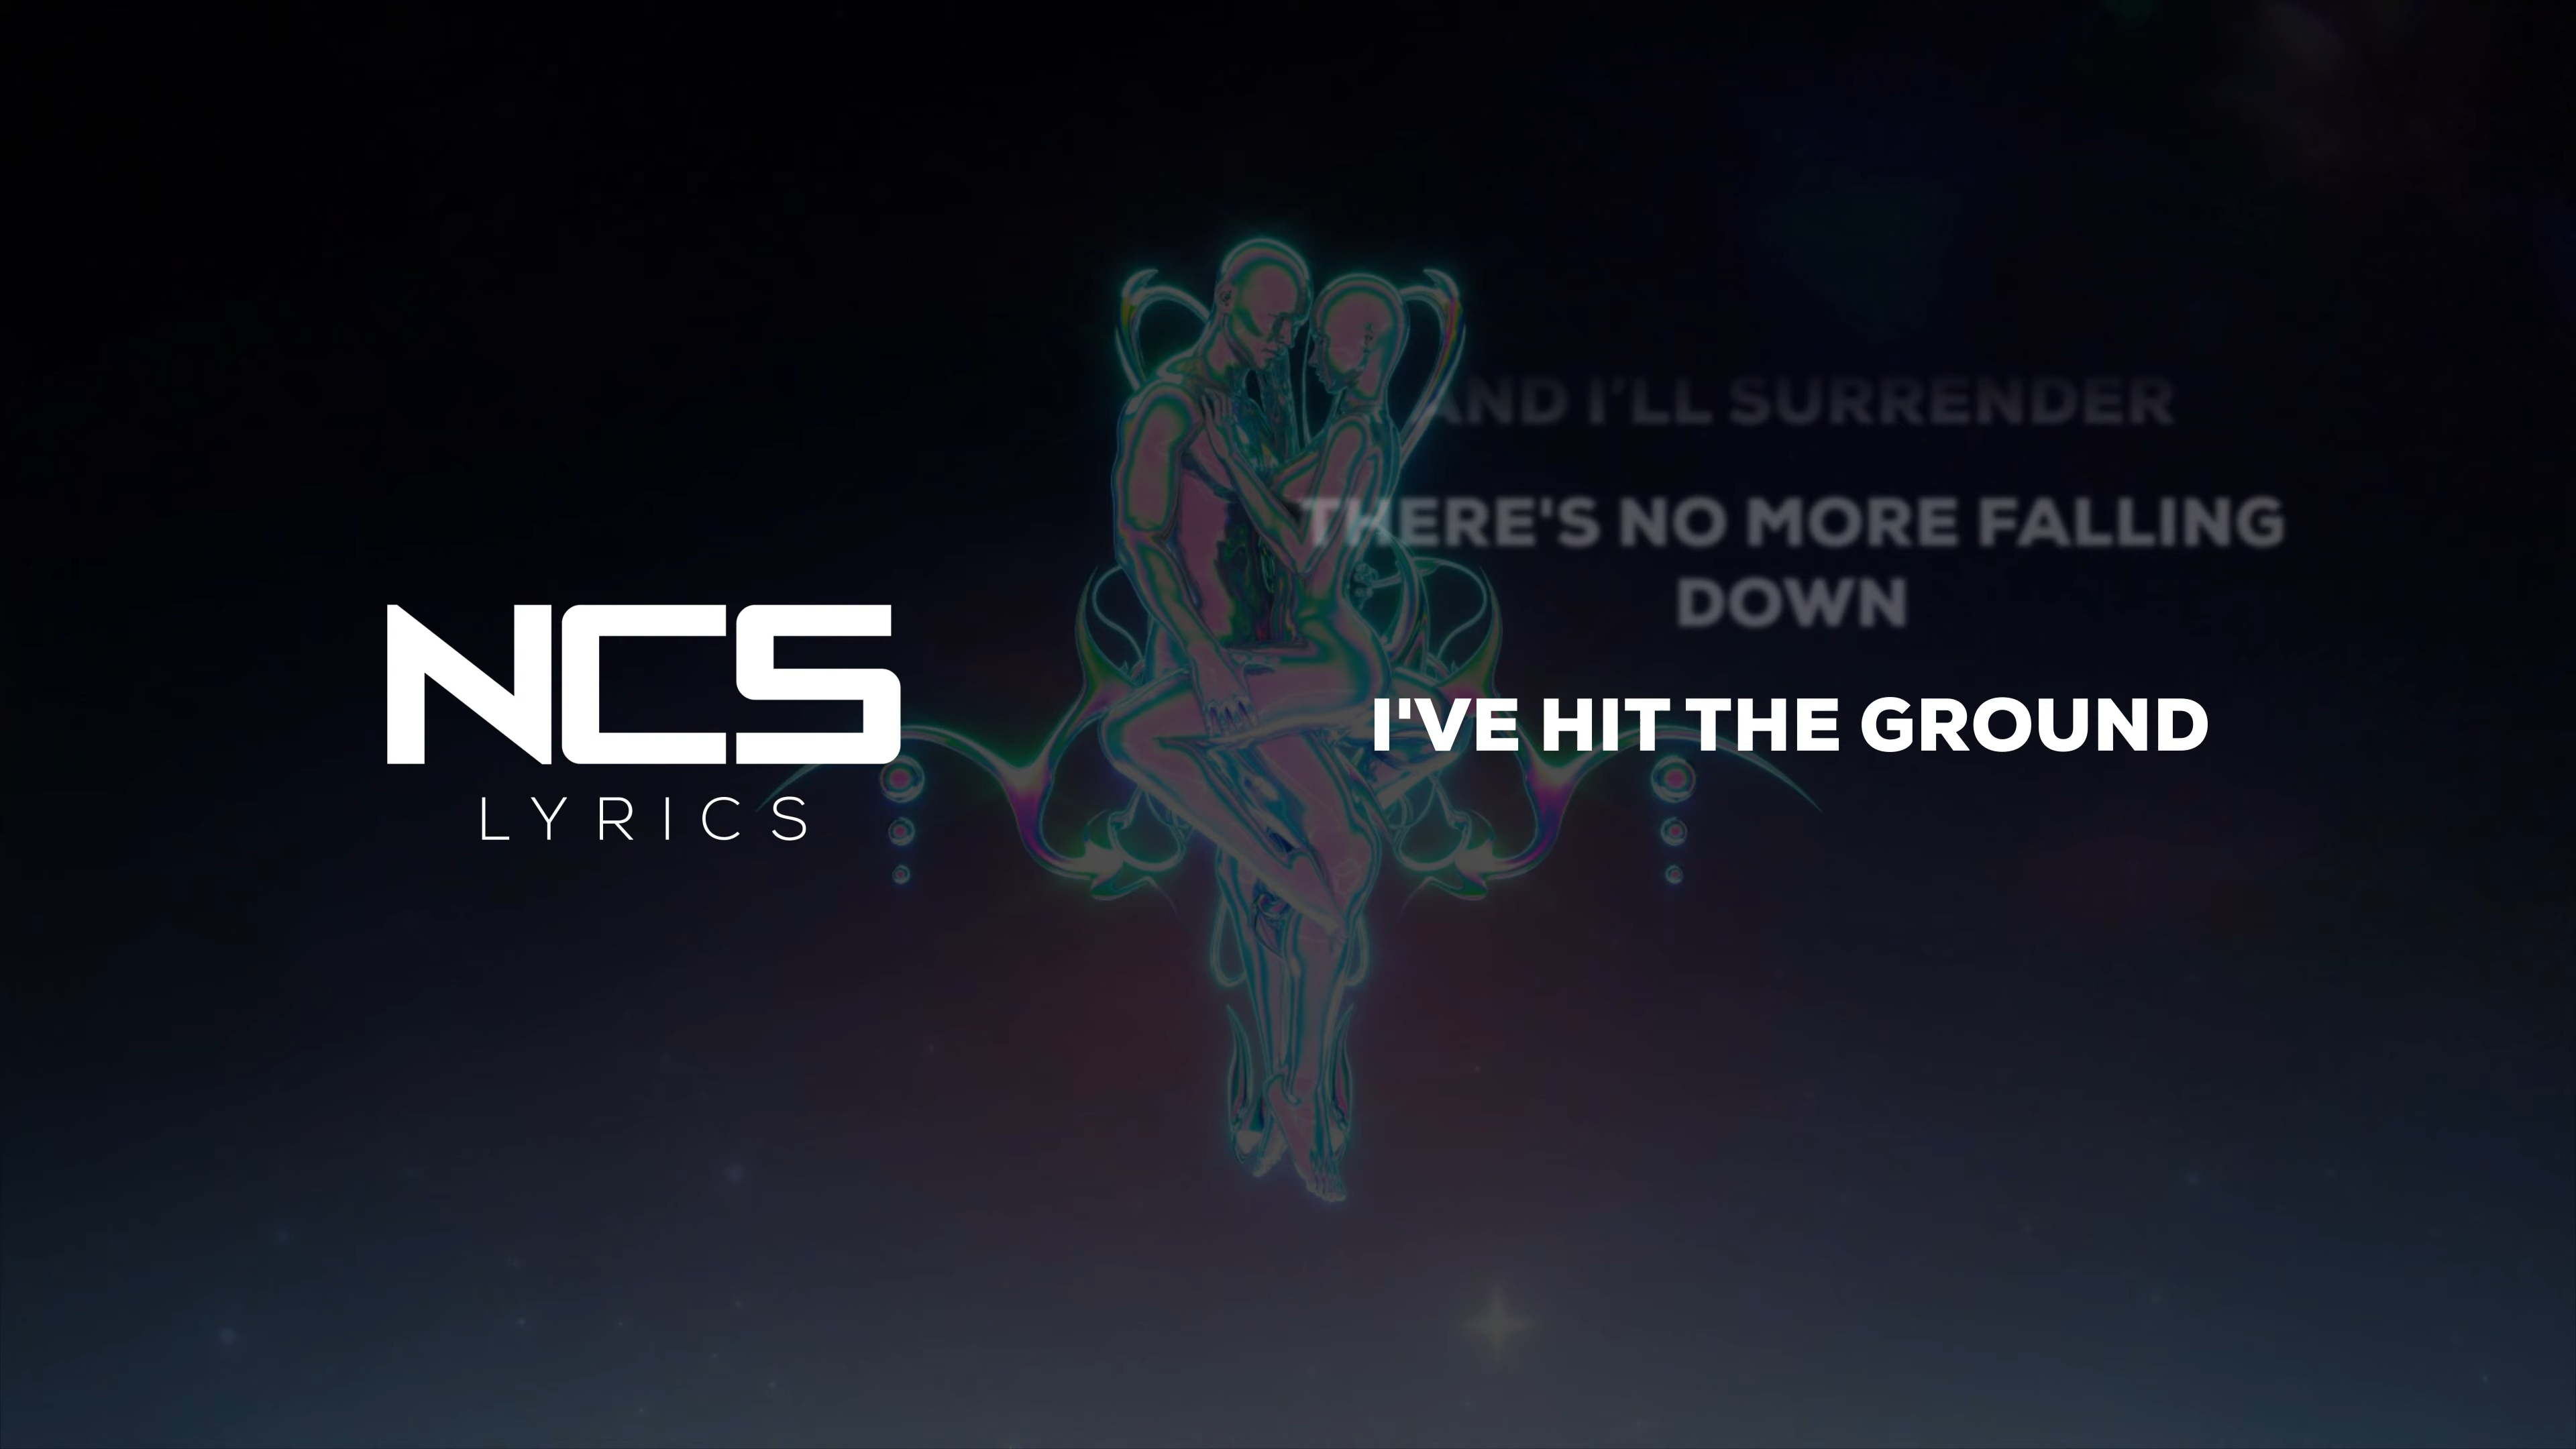 NCS
LYRICS
AND I’LL SURRENDER
THERE'S NO MORE FALLING
DOWN
I'VE HIT THE GROUND